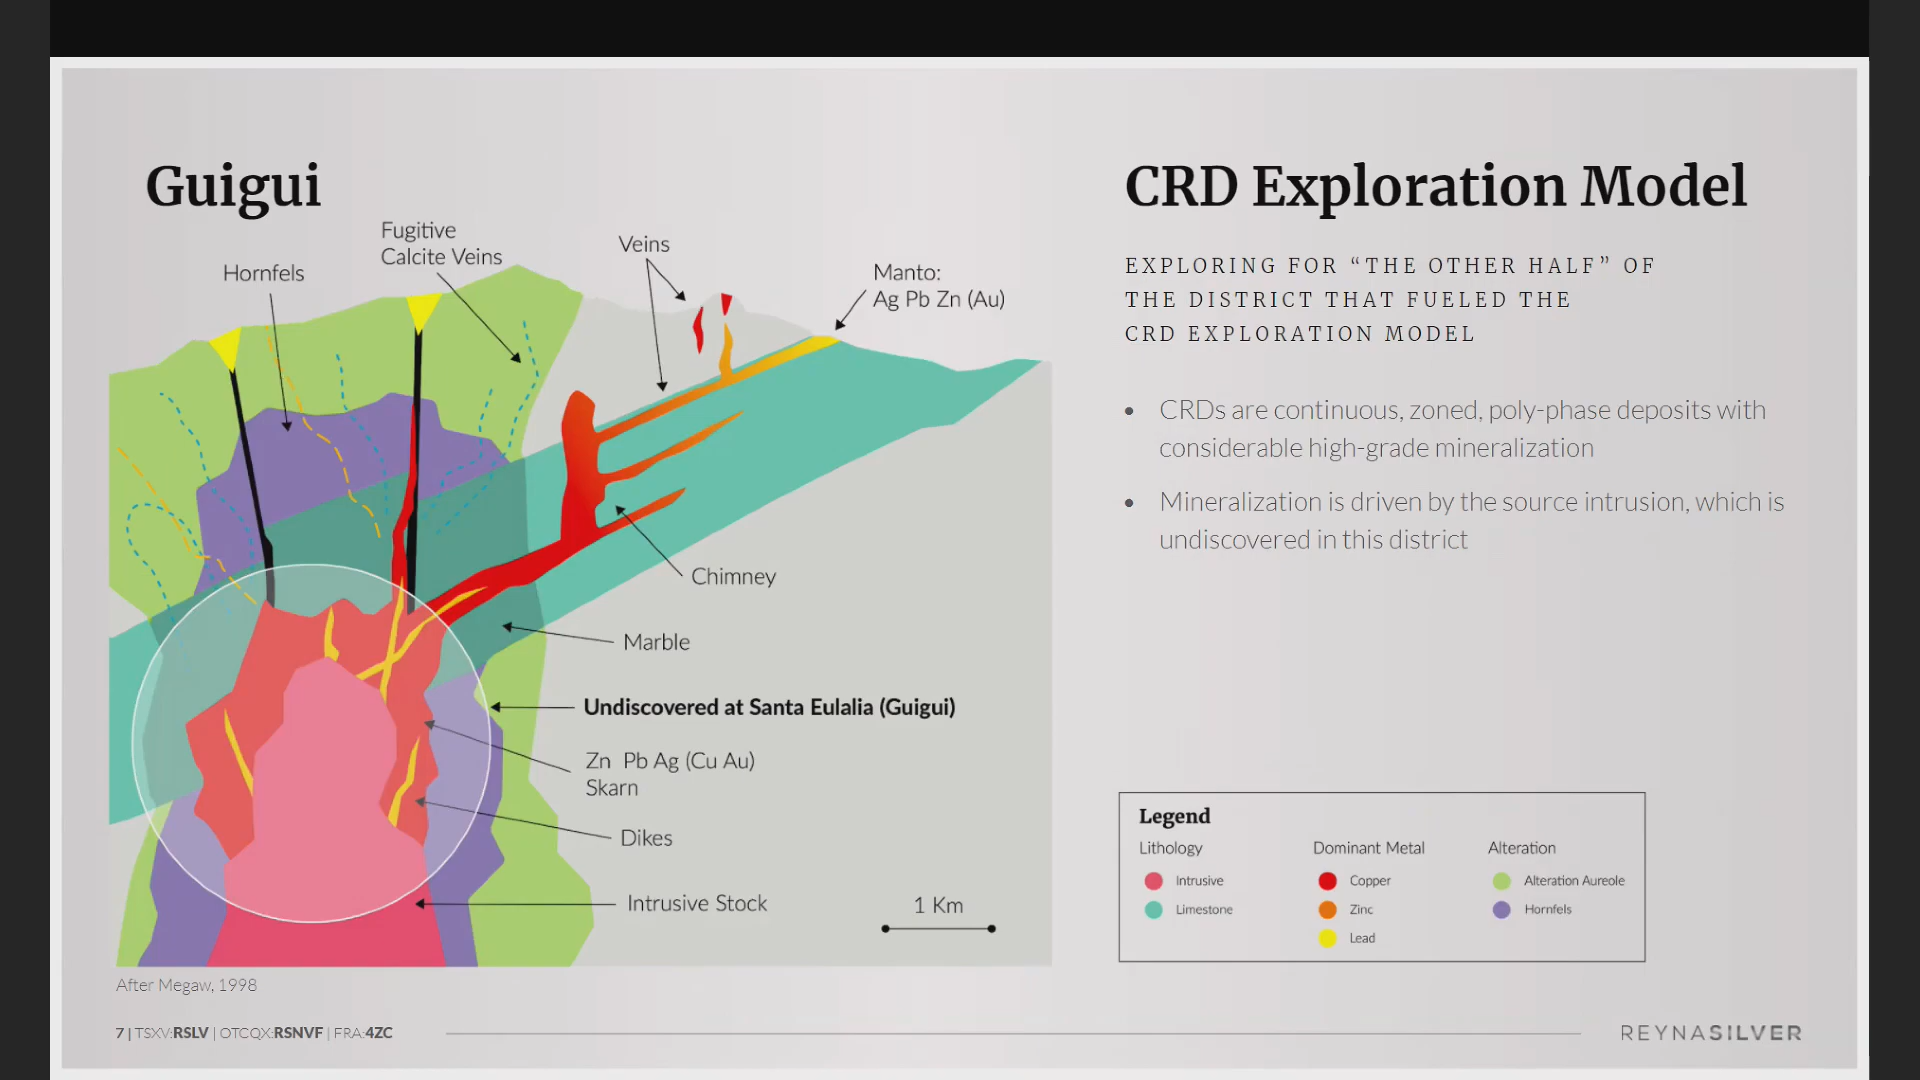 Guigui
Fugitive
Calcite Veins
Hornfels
Veins
Manto:
Ag Pb Zn (Au)
Chimney
Marble
Undiscovered at Santa Eulalia (Guigui)
Zn Pb Ag (Cu Au)
Skarn
Dikes
Intrusive Stock
1 Km
After Megaw, 1998
CRD Exploration Model
EXPLORING FOR “THE OTHER HALF” OF
THE DISTRICT THAT FUELED THE
CRD EXPLORATION MODEL
• CRDs are continuous, zoned, poly-phase deposits with
considerable high-grade mineralization
• Mineralization is driven by the source intrusion, which is
undiscovered in this district
Legend
Lithology
Intrusive
Limestone
Dominant Metal
Copper
Zinc
Lead
Alteration
Alteration Aureole
Hornfels
7 | TSXV:RSLV | OTCQX:RSNVF | FRA:4ZC
REYNASILVER